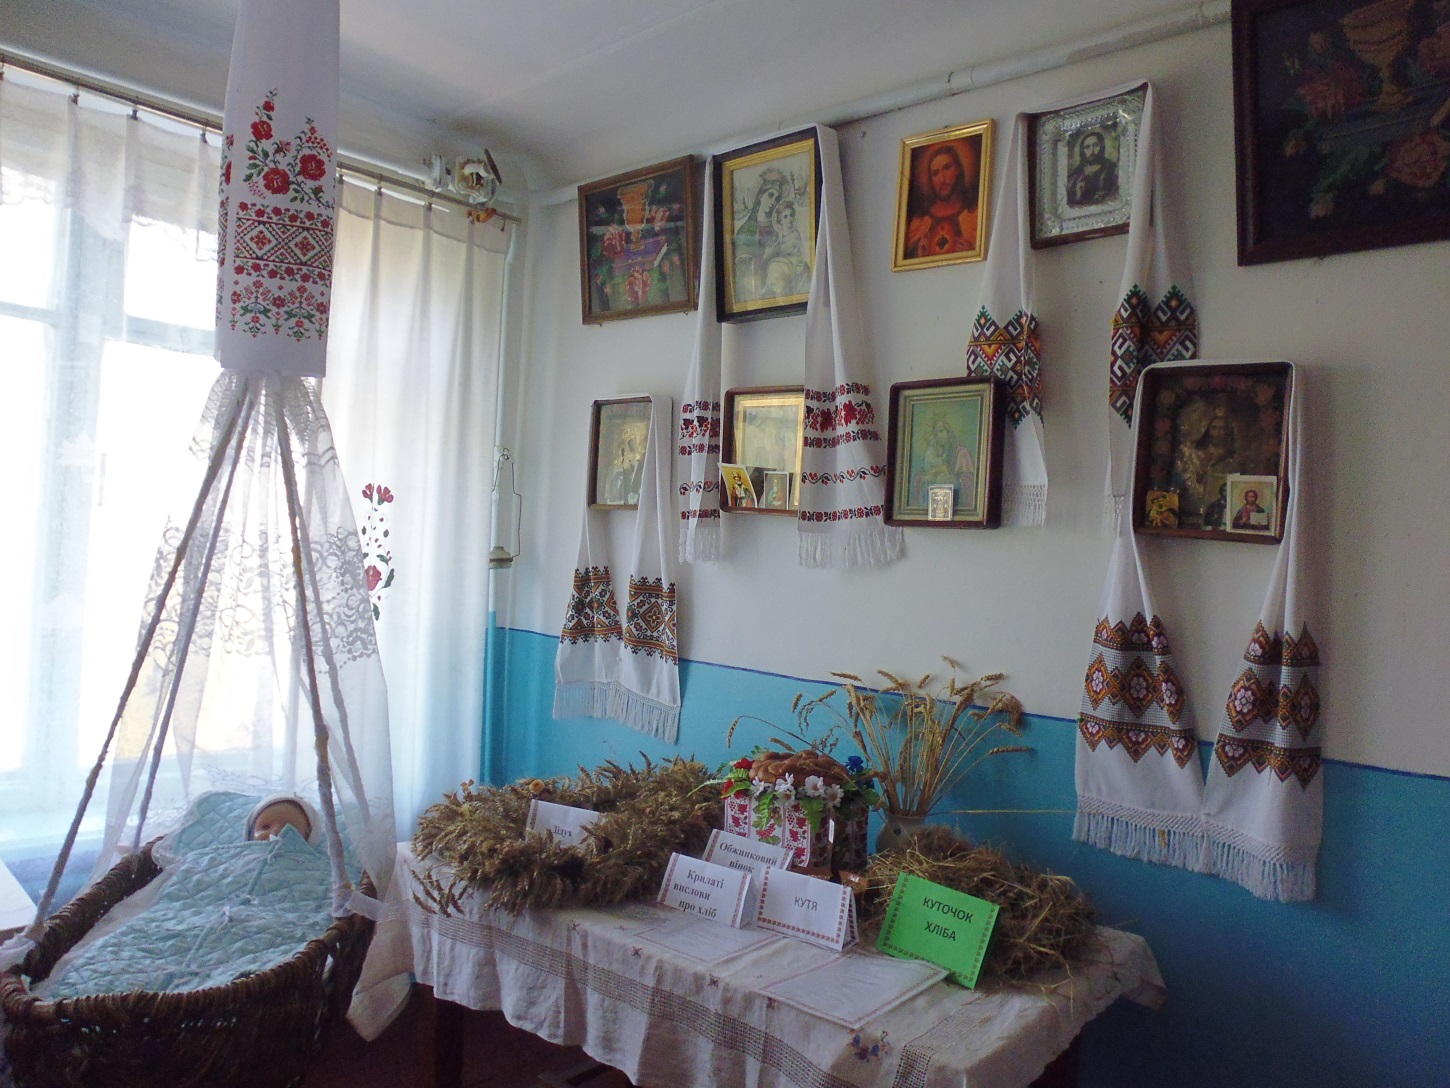 Дідух
Обжинковий
вінок
Крилаті
вислови
про хліб
КУТЯ
КУТОЧОК
ХЛІБА